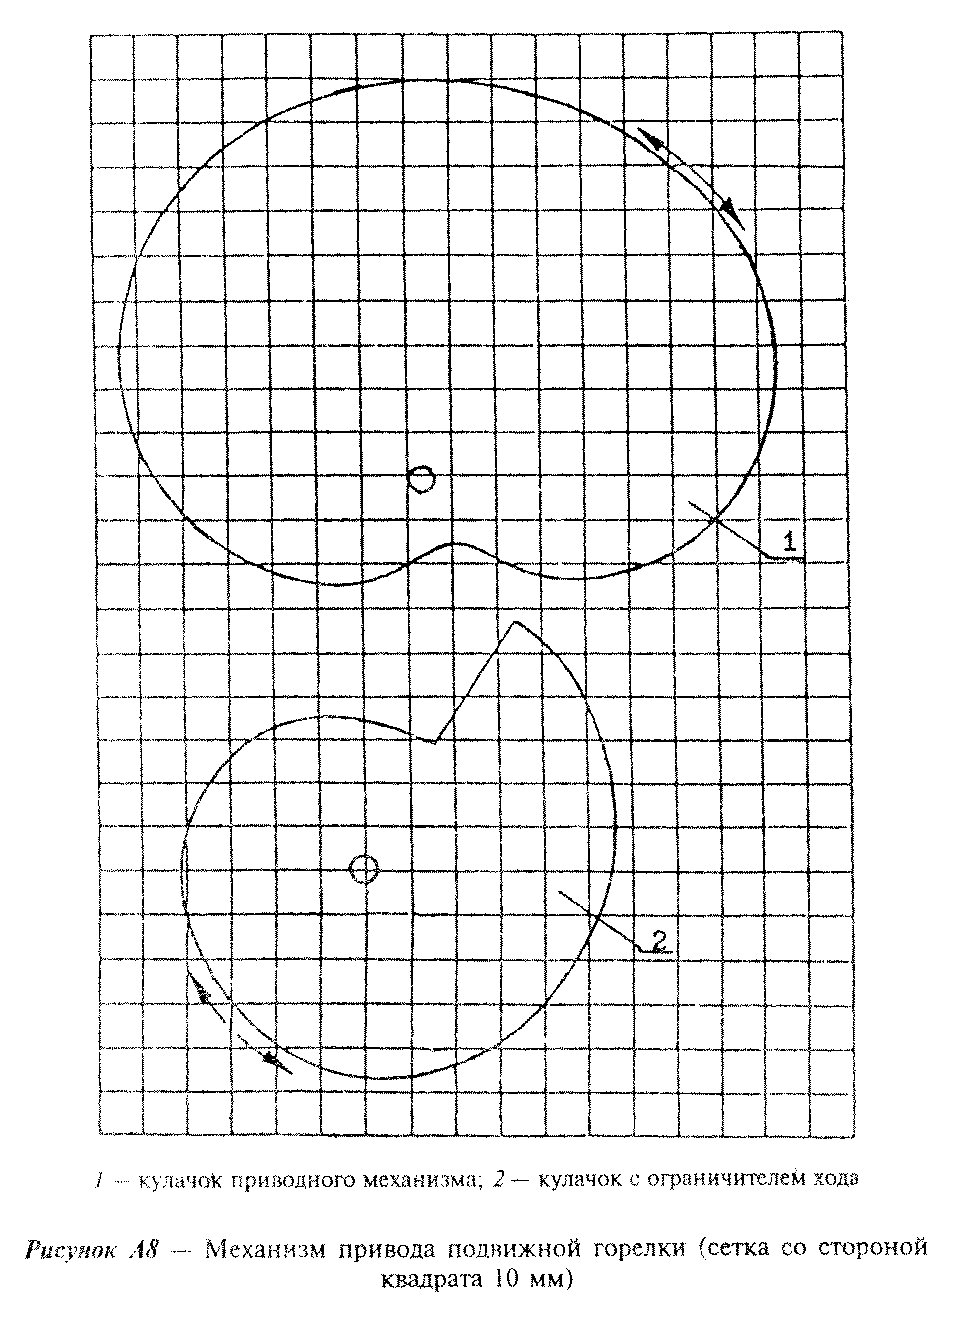 1
2
1 — кулачок приводного механизма; 2 — кулачок с ограничителем хода
Рисунок А8 — Механизм привода подвижной горелки (сетка со стороной
квадрата 10 мм)